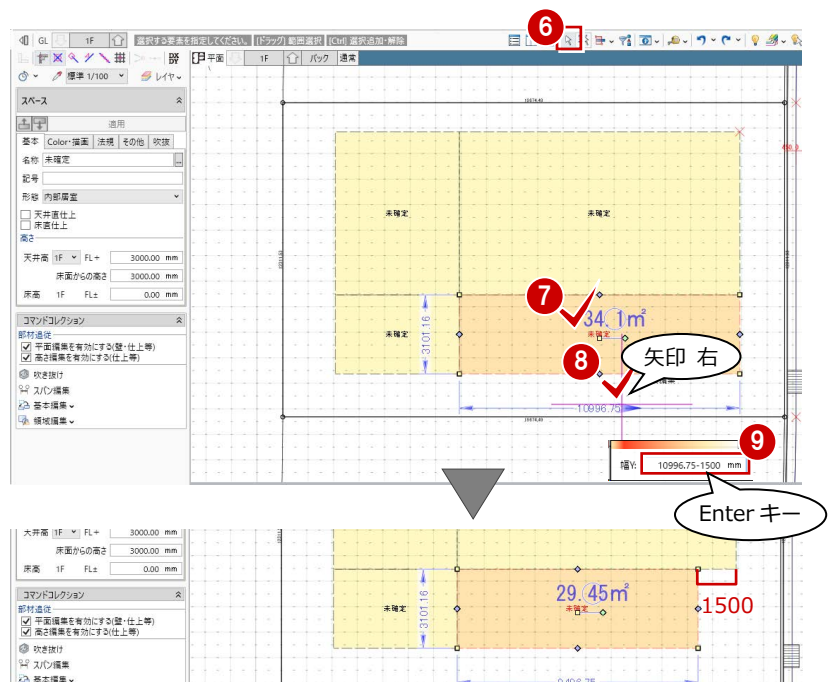 GL 1F 選択する要素を指定してください。 [ドラッグ] 範囲選択 [Ctrl] 選択追加・解除
6
標準 1/100 レイヤ
平面 1F バック 通常
スペース
適用
基本 Color・描画 法規 その他 吹抜
名称 未確定 ...
記号
形態 内部居室
天井直仕上
床直仕上
高さ
天井高 1F FL+ 3000.00 mm
床面からの高さ 3000.00 mm
床高 1F FL± 0.00 mm
コマンドコレクション
部材追従
平面編集を有効にする(壁・仕上等)
高さ編集を有効にする(仕上等)
吹き抜け
スパン編集
基本編集
領域編集
未確定
未確定
7
34.1㎡
未確定
未確定
3101.16
8
矢印 右
編集
10996.75
9
幅Y: 10996.75-1500 mm
Enter キー
天井高 1F FL+ 3000.00 mm
床面からの高さ 3000.00 mm
床高 1F FL± 0.00 mm
コマンドコレクション
部材追従
平面編集を有効にする(壁・仕上等)
高さ編集を有効にする(仕上等)
吹き抜け
スパン編集
基本編集
未確定
3101.16
29.45㎡
未確定
1500
9496.75